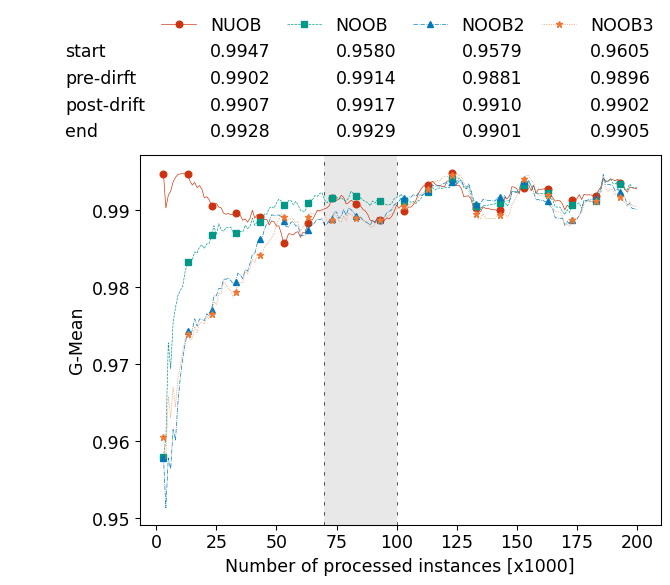 NUOB NOOB NOOB2 NOOB3
start 0.9947 0.9580 0.9579 0.9605
pre-dirft 0.9902 0.9914 0.9881 0.9896
post-drift 0.9907 0.9917 0.9910 0.9902
end 0.9928 0.9929 0.9901 0.9905
0.99
0.98
0.97
0.96
0.95
G-Mean
0 25 50 75 100 125 150 175 200
Number of processed instances [x1000]